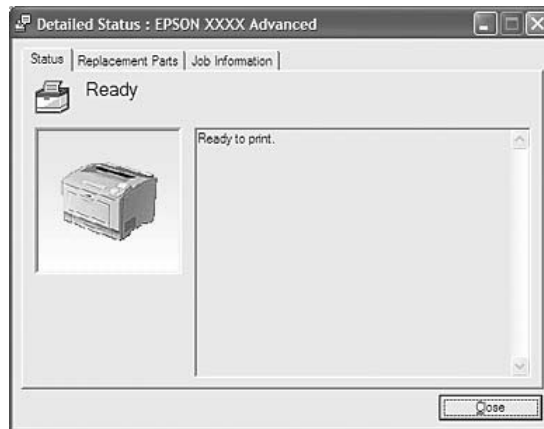 Detailed Status : EPSON XXXX Advanced
Status Replacement Parts Job Information
Ready
Ready to print.
Close